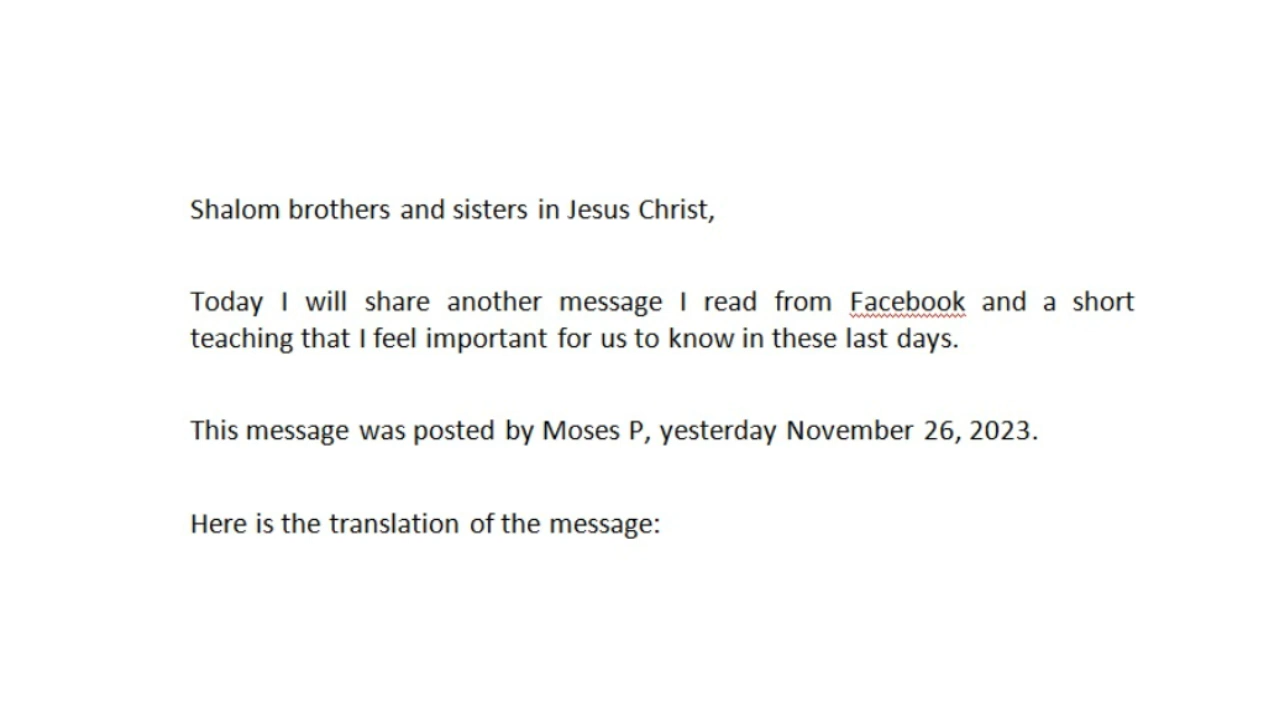 Shalom brothers and sisters in Jesus Christ,
Today I will share another message I read from Facebook and a short
teaching that I feel important for us to know in these last days.
This message was posted by Moses P, yesterday November 26, 2023.
Here is the translation of the message: